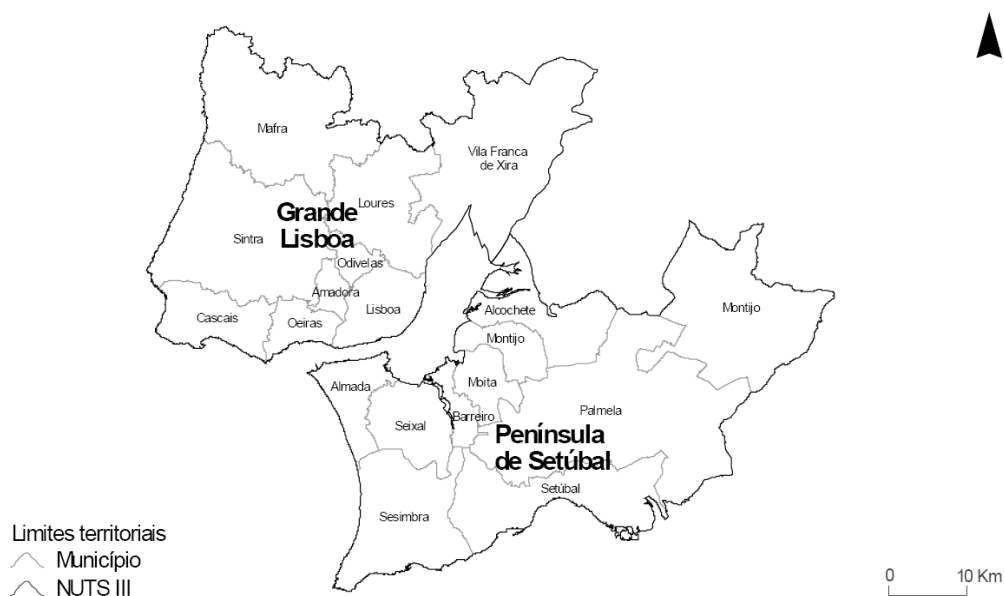 Mafra
Vila Franca
de Xira
Loures
Grande
Lisboa
Sintra
Odivelas
Amadora
Cascais
Oeiras
Lisboa
Alcochete
Montijo
Montijo
Almada
Moita
Seixal
Barreiro
Palmela
Península
de Setúbal
Setúbal
Sesimbra
Limites territoriais
Município
NUTS III
0 10 Km